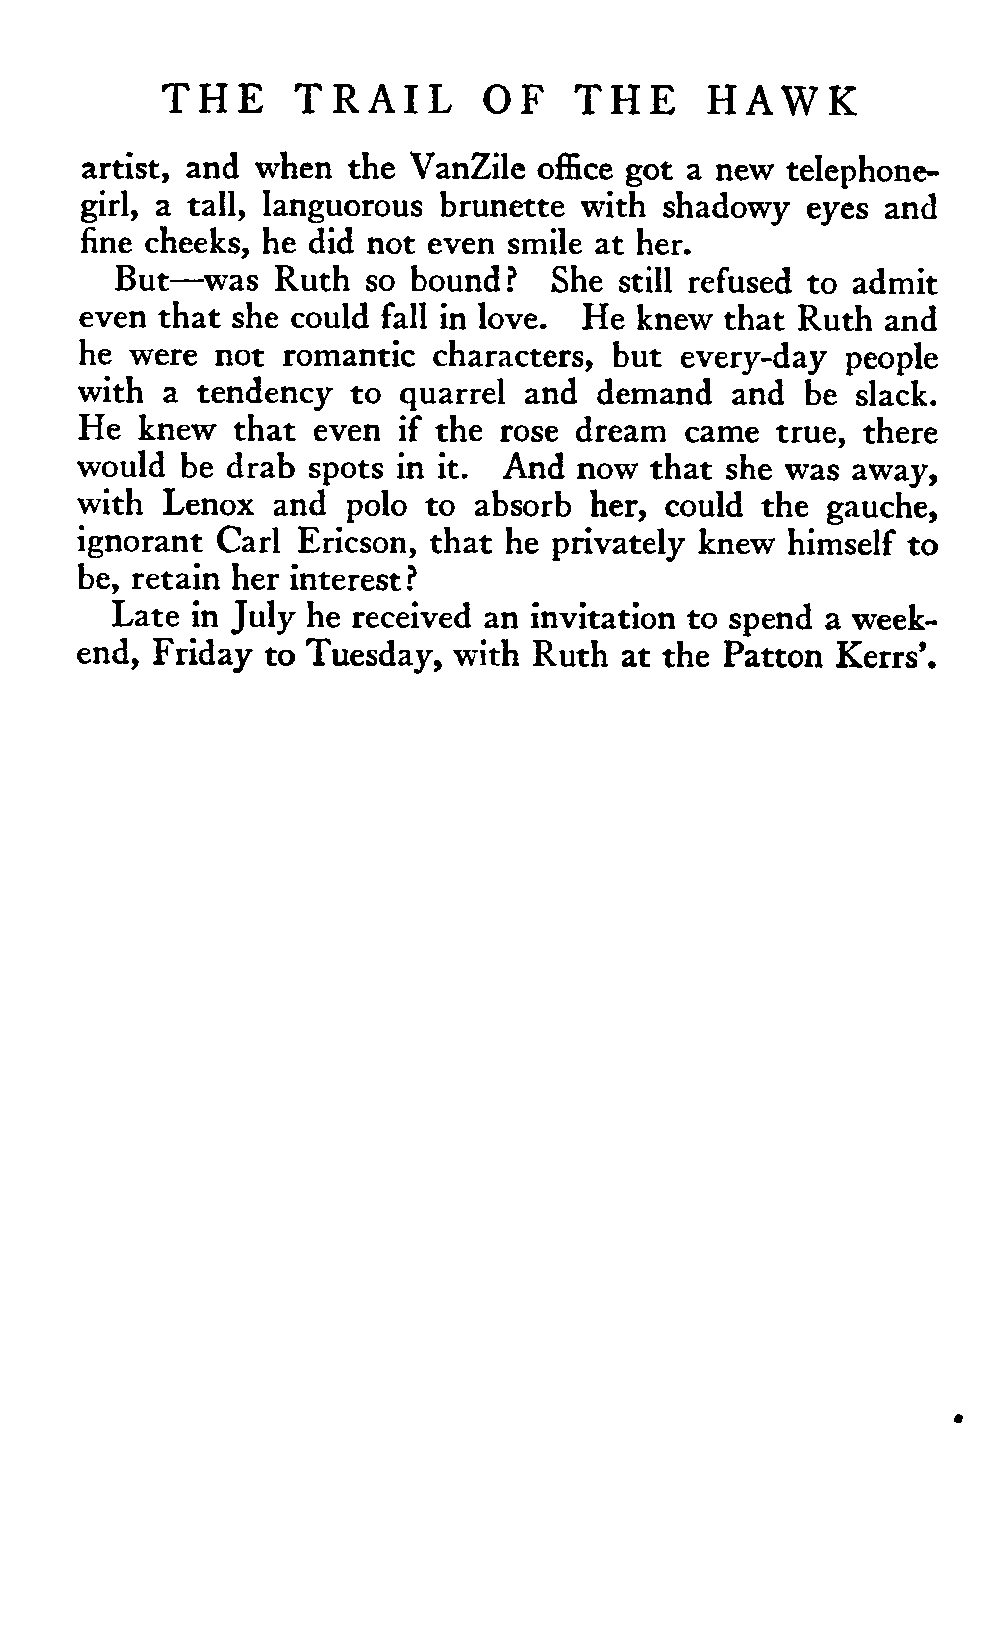 THE TRAIL OF THE HAWK
artist, and when the VanZile office got a new telephone-
girl, a tall, languorous brunette with shadowy eyes and
fine cheeks, he did not even smile at her.
But—was Ruth so bound? She still refused to admit
even that she could fall in love. He knew that Ruth and
he were not romantic characters, but every-day people
with a tendency to quarrel and demand and be slack.
He knew that even if the rose dream came true, there
would be drab spots in it. And now that she was away,
with Lenox and polo to absorb her, could the gauche,
ignorant Carl Ericson, that he privately knew himself to
be, retain her interest?
Late in July he received an invitation to spend a week-
end, Friday to Tuesday, with Ruth at the Patton Kerrs'.